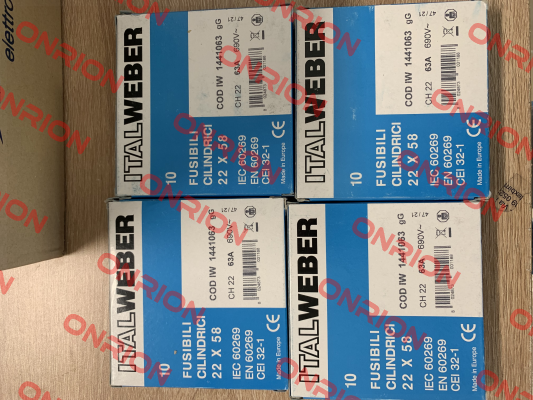 elettro
ITALWEBER
10
FUSIBILI
CILINDRICI
22 X 58
IEC 60269
EN 60269
CEI 32-1
CE
Made in Europe
COD IW 1441063 gG
CH 22 63A 690V~
47/21
ITALWEBER
10
FUSIBILI
CILINDRICI
22 X 58
IEC 60269
EN 60269
CEI 32-1
CE
Made in Europe
COD IW 1441063 gG
CH 22 63A 690V~
47/21
ITALWEBER
10
FUSIBILI
CILINDRICI
22 X 58
IEC 60269
EN 60269
CEI 32-1
CE
Made in Europe
COD IW 1441063 gG
CH 22 63A 690V~
47/21
ITALWEBER
10
FUSIBILI
CILINDRICI
22 X 58
IEC 60269
EN 60269
CEI 32-1
CE
Made in Europe
COD IW 1441063 gG
CH 22 63A 690V~
47/21
ONRION